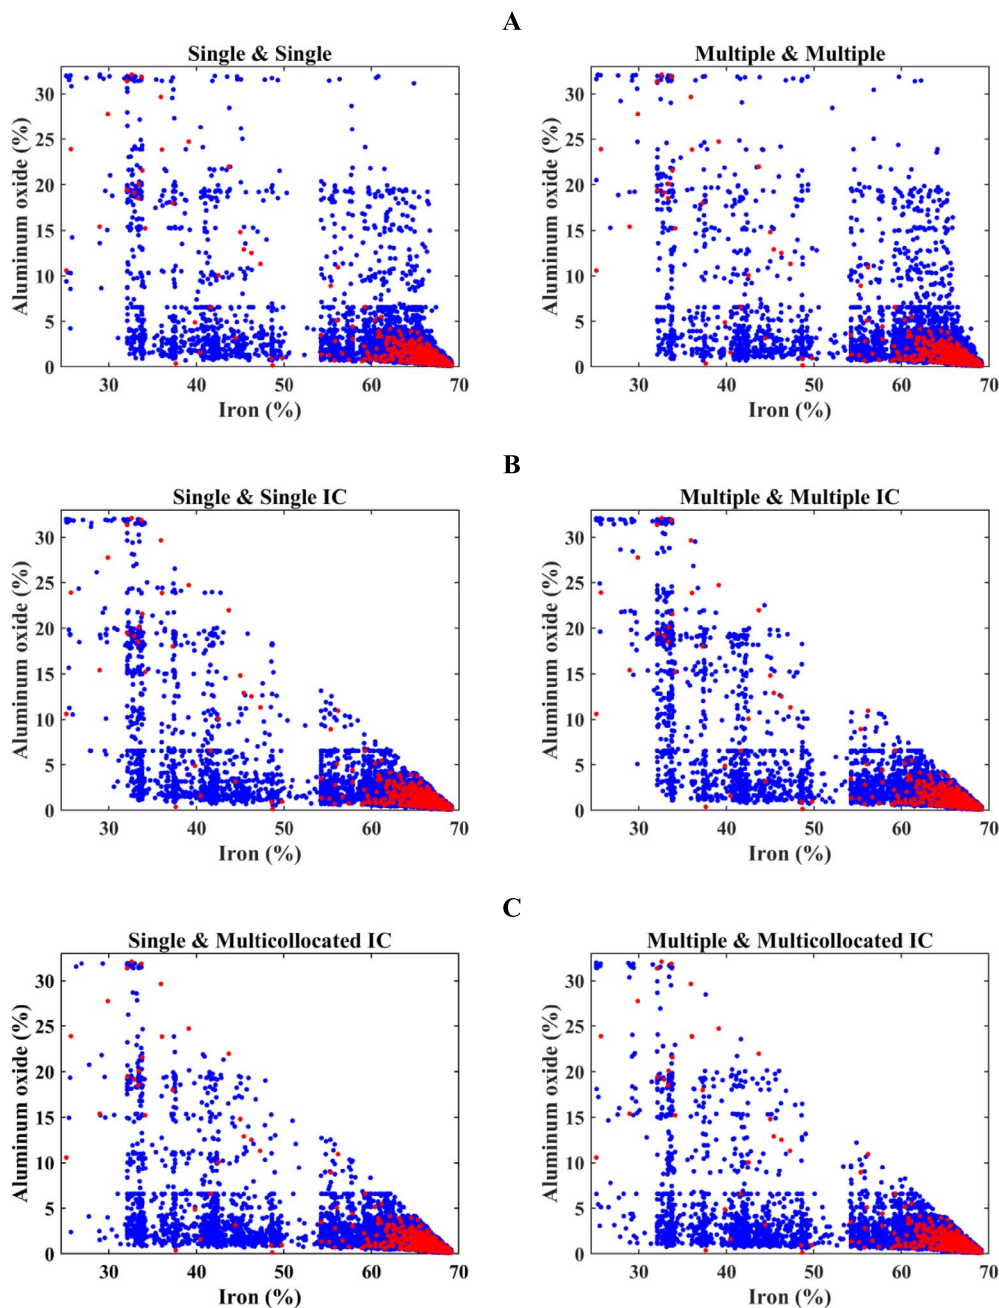 A
Single & Single
Multiple & Multiple
Aluminum oxide (%)
30
25
20
15
10
5
0
30 40 50 60 70
Iron (%)
Aluminum oxide (%)
30
25
20
15
10
5
0
30 40 50 60 70
Iron (%)
B
Single & Single IC
Multiple & Multiple IC
Aluminum oxide (%)
30
25
20
15
10
5
0
30 40 50 60 70
Iron (%)
Aluminum oxide (%)
30
25
20
15
10
5
0
30 40 50 60 70
Iron (%)
C
Single & Multicollocated IC
Multiple & Multicollocated IC
Aluminum oxide (%)
30
25
20
15
10
5
0
30 40 50 60 70
Iron (%)
Aluminum oxide (%)
30
25
20
15
10
5
0
30 40 50 60 70
Iron (%)